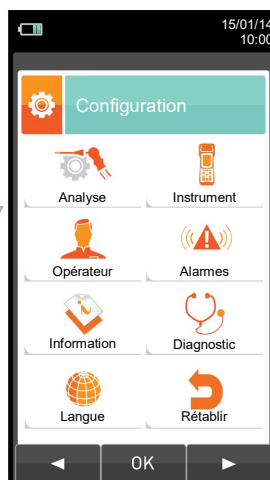 15/01/14
10:00
Configuration
Analyse
Instrument
Opérateur
Alarmes
Information
Diagnostic
Langue
Rétablir
OK